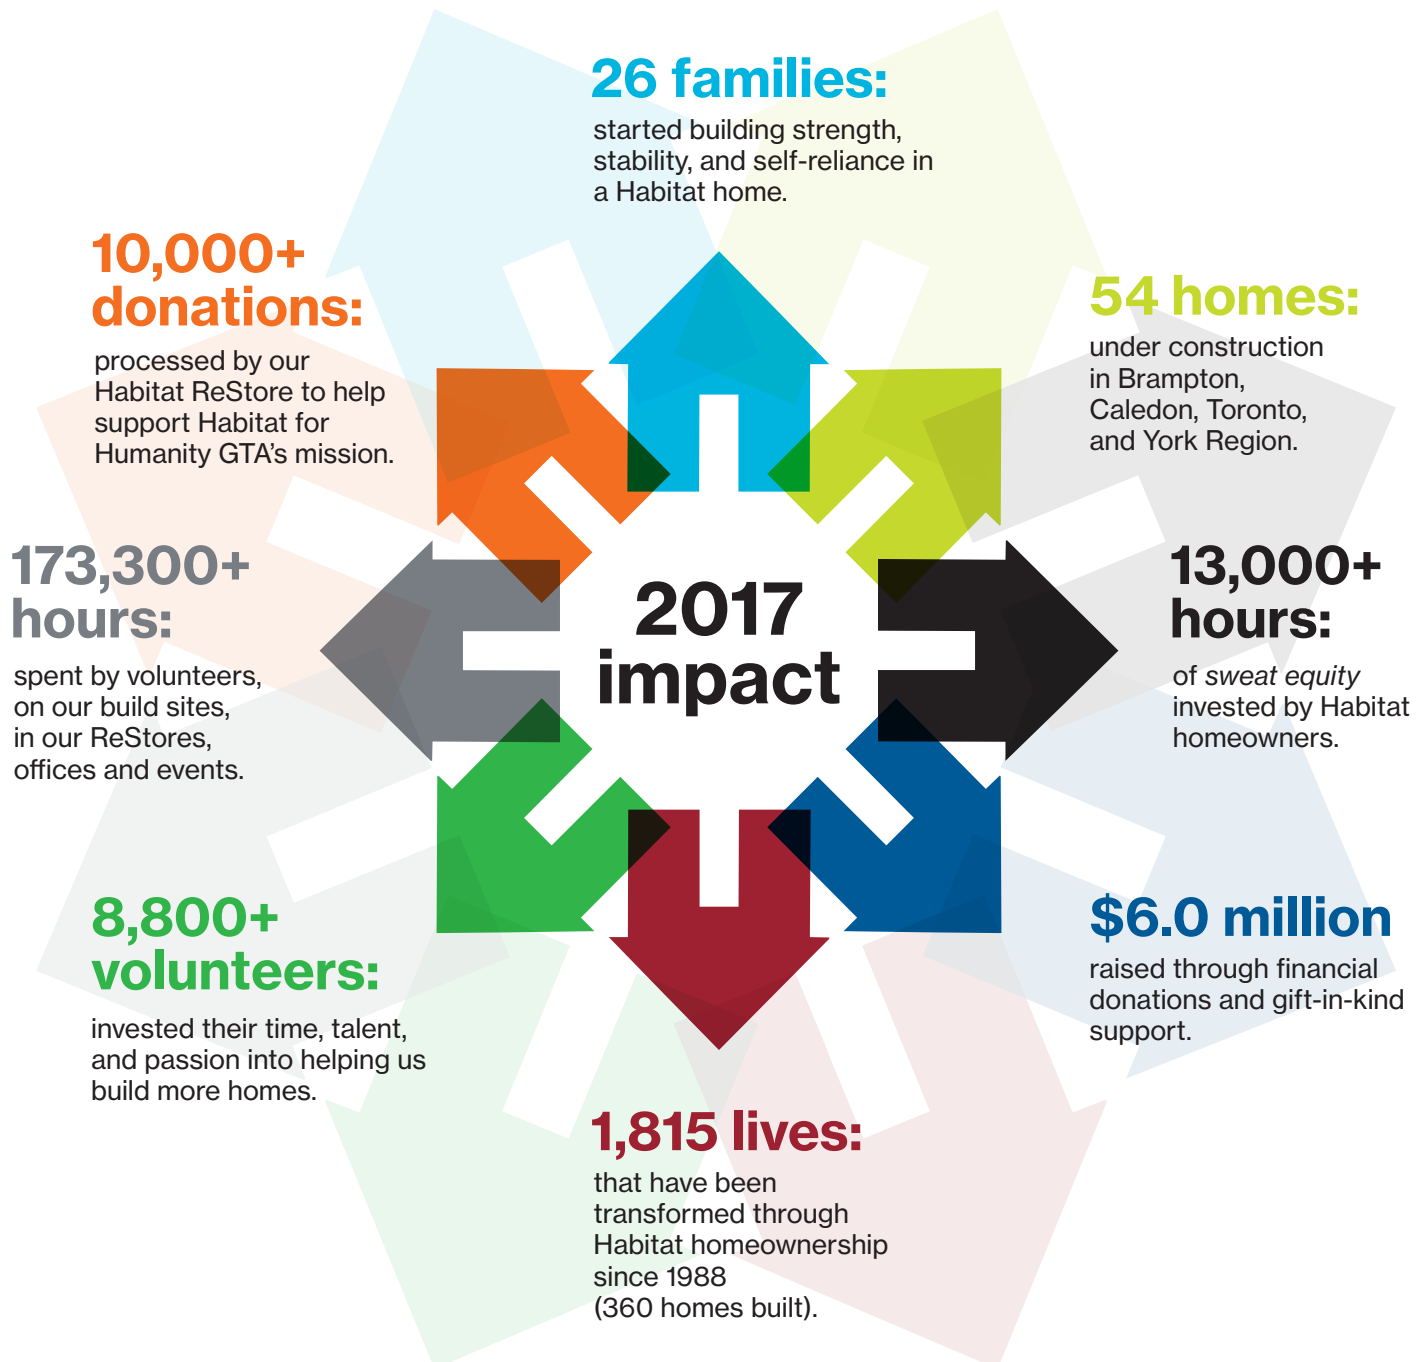 26 families:
started building strength,
stability, and self-reliance in
a Habitat home.
10,000+
donations:
processed by our
Habitat ReStore to help
support Habitat for
Humanity GTA’s mission.
54 homes:
under construction
in Brampton,
Caledon, Toronto,
and York Region.
173,300+
hours:
spent by volunteers,
on our build sites,
in our ReStores,
offices and events.
2017
impact
13,000+
hours:
of sweat equity
invested by Habitat
homeowners.
8,800+
volunteers:
invested their time, talent,
and passion into helping us
build more homes.
$6.0 million
raised through financial
donations and gift-in-kind
support.
1,815 lives:
that have been
transformed through
Habitat homeownership
since 1988
(360 homes built).